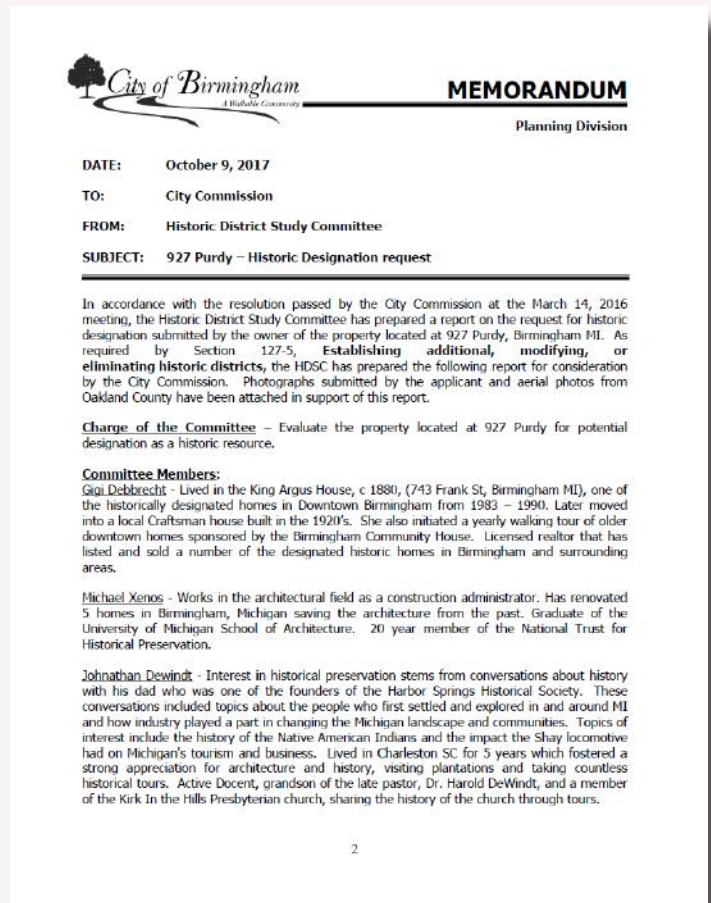 City of Birmingham
A Walkable Community
MEMORANDUM
Planning Division
DATE: October 9, 2017
TO: City Commission
FROM: Historic District Study Committee
SUBJECT: 927 Purdy – Historic Designation request
In accordance with the resolution passed by the City Commission at the March 14, 2016
meeting, the Historic District Study Committee has prepared a report on the request for historic
designation submitted by the owner of the property located at 927 Purdy, Birmingham MI. As
required by Section 127-5, Establishing additional, modifying, or
eliminating historic districts, the HDSC has prepared the following report for consideration
by the City Commission. Photographs submitted by the applicant and aerial photos from
Oakland County have been attached in support of this report.
Charge of the Committee – Evaluate the property located at 927 Purdy for potential
designation as a historic resource.
Committee Members:
Gigi Debbrecht - Lived in the King Argus House, c 1880, (743 Frank St, Birmingham MI), one of
the historically designated homes in Downtown Birmingham from 1983 – 1990. Later moved
into a local Craftsman house built in the 1920's. She also initiated a yearly walking tour of older
downtown homes sponsored by the Birmingham Community House. Licensed realtor that has
listed and sold a number of the designated historic homes in Birmingham and surrounding
areas.
Michael Xenos - Works in the architectural field as a construction administrator. Has renovated
5 homes in Birmingham, Michigan saving the architecture from the past. Graduate of the
University of Michigan School of Architecture. 20 year member of the National Trust for
Historical Preservation.
Johnathan Dewindt - Interest in historical preservation stems from conversations about history
with his dad who was one of the founders of the Harbor Springs Historical Society. These
conversations included topics about the people who first settled and explored in and around MI
and how industry played a part in changing the Michigan landscape and communities. Topics of
interest include the history of the Native American Indians and the impact the Shay locomotive
had on Michigan's tourism and business. Lived in Charleston SC for 5 years which fostered a
strong appreciation for architecture and history, visiting plantations and taking countless
historical tours. Active Docent, grandson of the late pastor, Dr. Harold DeWindt, and a member
of the Kirk In the Hills Presbyterian church, sharing the history of the church through tours.
2